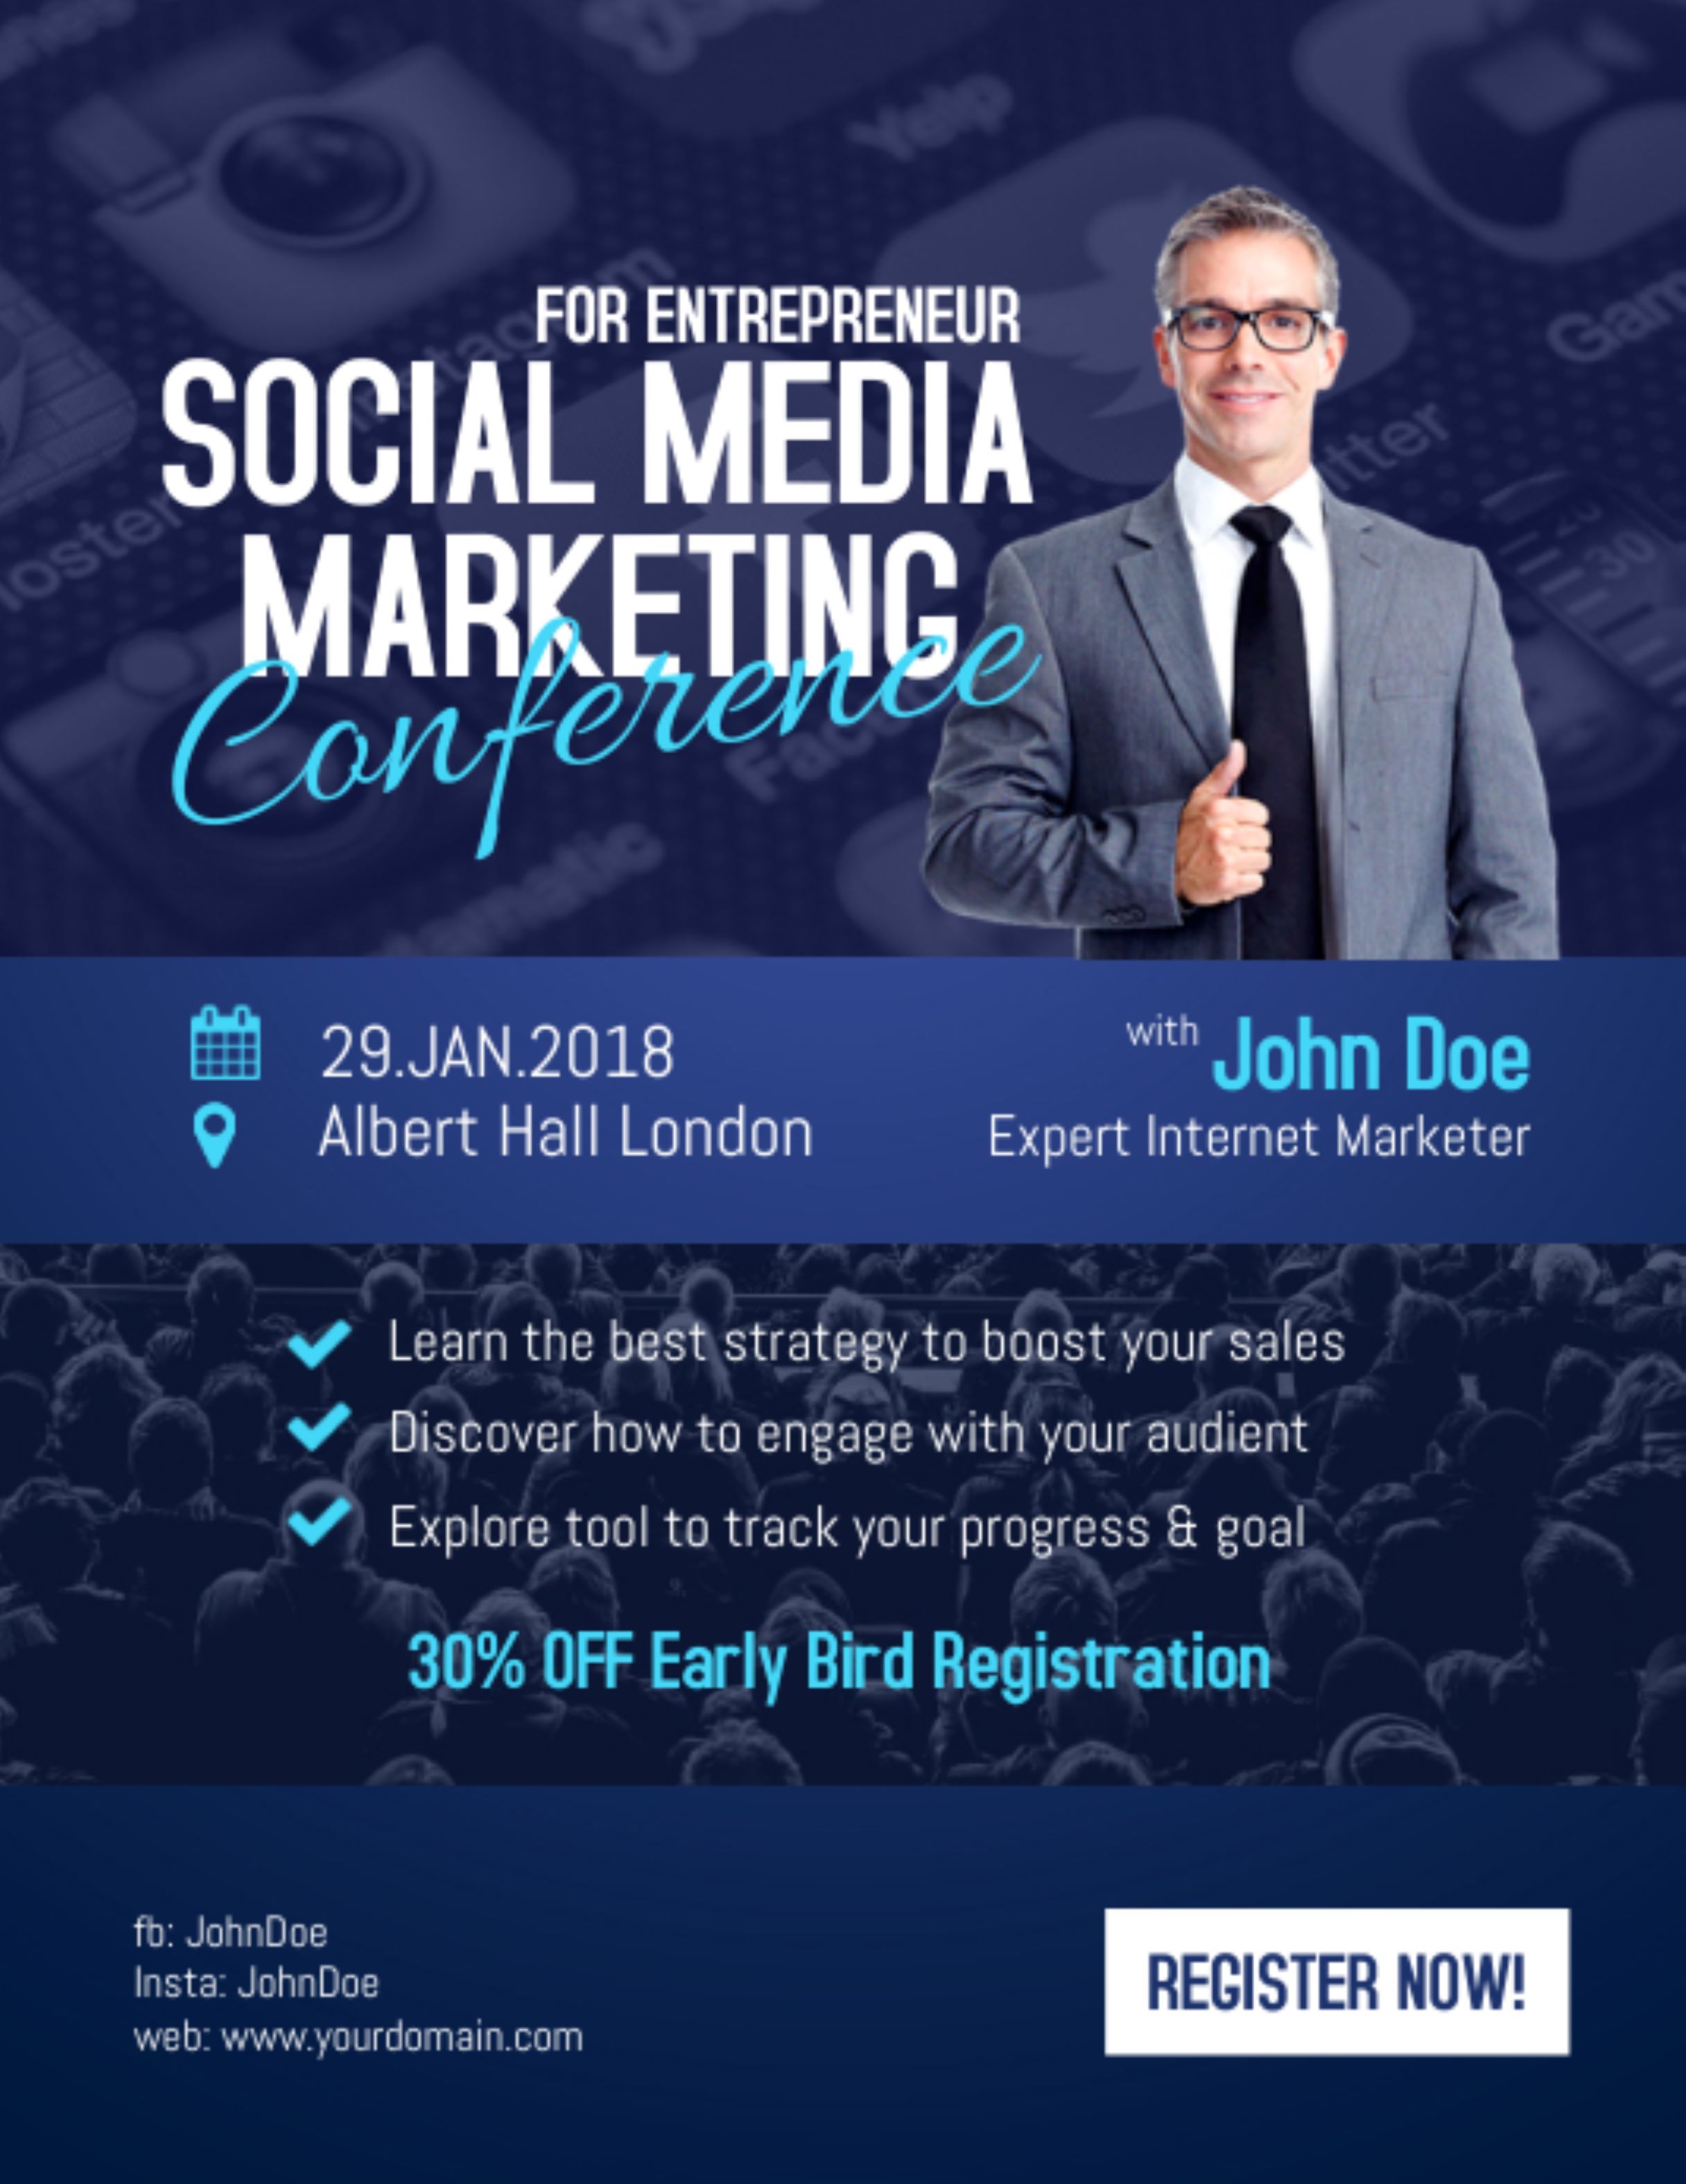 Yelp
FOR ENTREPRENEUR
SOCIAL MEDIA
MARKETING
Conference
29.JAN.2018
Albert Hall London
with John Doe
Expert Internet Marketer
Learn the best strategy to boost your sales
Discover how to engage with your audient
Explore tool to track your progress & goal
30% OFF Early Bird Registration
fb: JohnDoe
Insta: JohnDoe
web: www.yourdomain.com
REGISTER NOW!